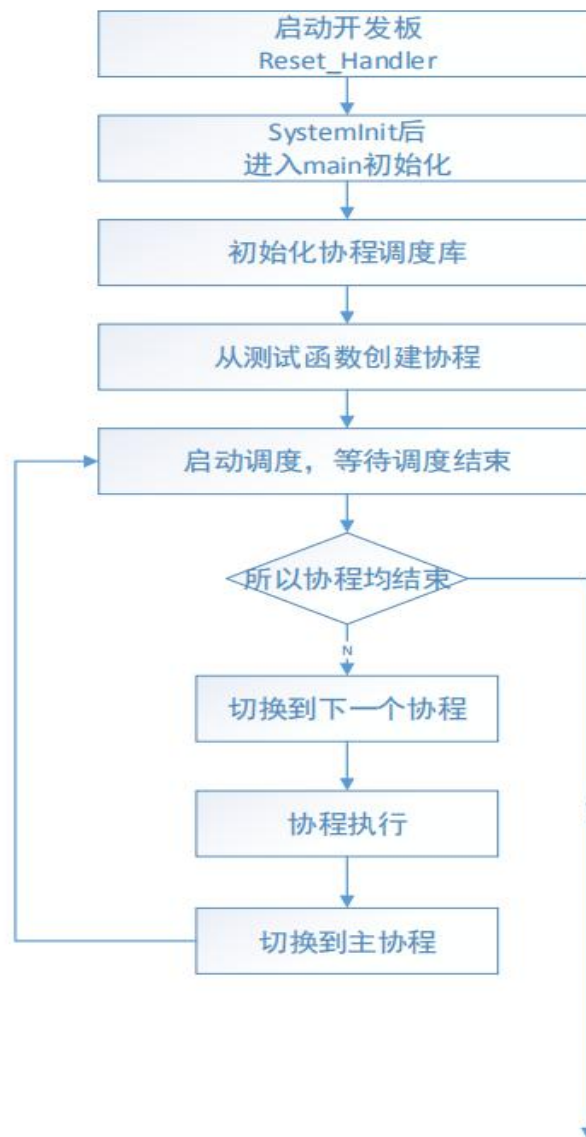 启动开发板
Reset_Handler
SystemInit后
进入main初始化
初始化协程调度库
从测试函数创建协程
启动调度，等待调度结束
所以协程均结束
N
切换到下一个协程
协程执行
切换到主协程